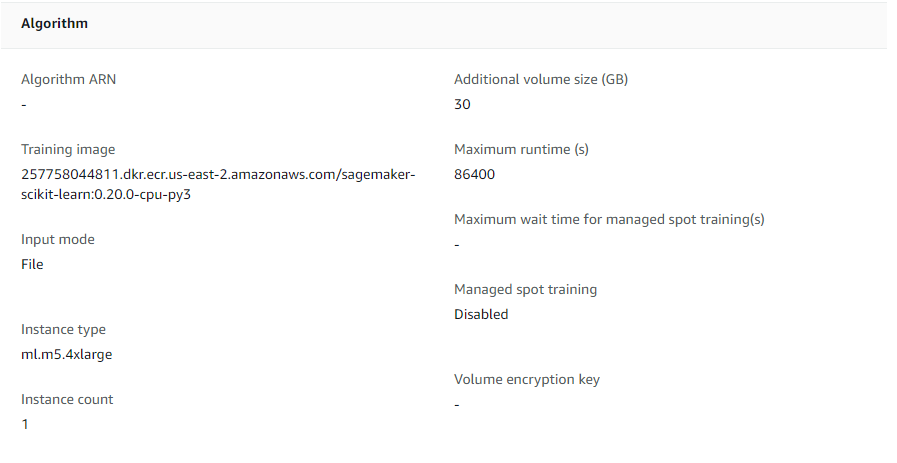 Algorithm
Algorithm ARN
-
Training image
257758044811.dkr.ecr.us-east-2.amazonaws.com/sagemaker-
scikit-learn:0.20.0-cpu-py3
Input mode
File
Instance type
ml.m5.4xlarge
Instance count
1
Additional volume size (GB)
30
Maximum runtime (s)
86400
Maximum wait time for managed spot training(s)
-
Managed spot training
Disabled
Volume encryption key
-